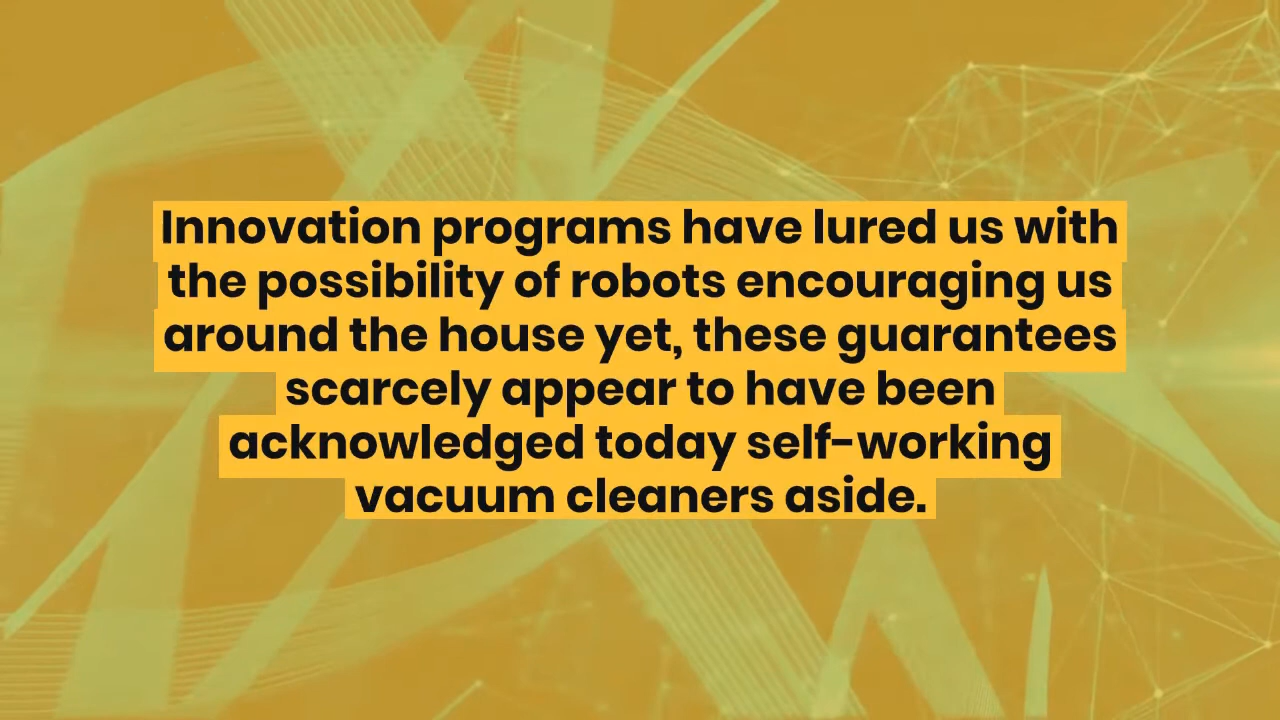 Innovation programs have lured us with
the possibility of robots encouraging us
around the house yet, these guarantees
scarcely appear to have been
acknowledged today self-working
vacuum cleaners aside.